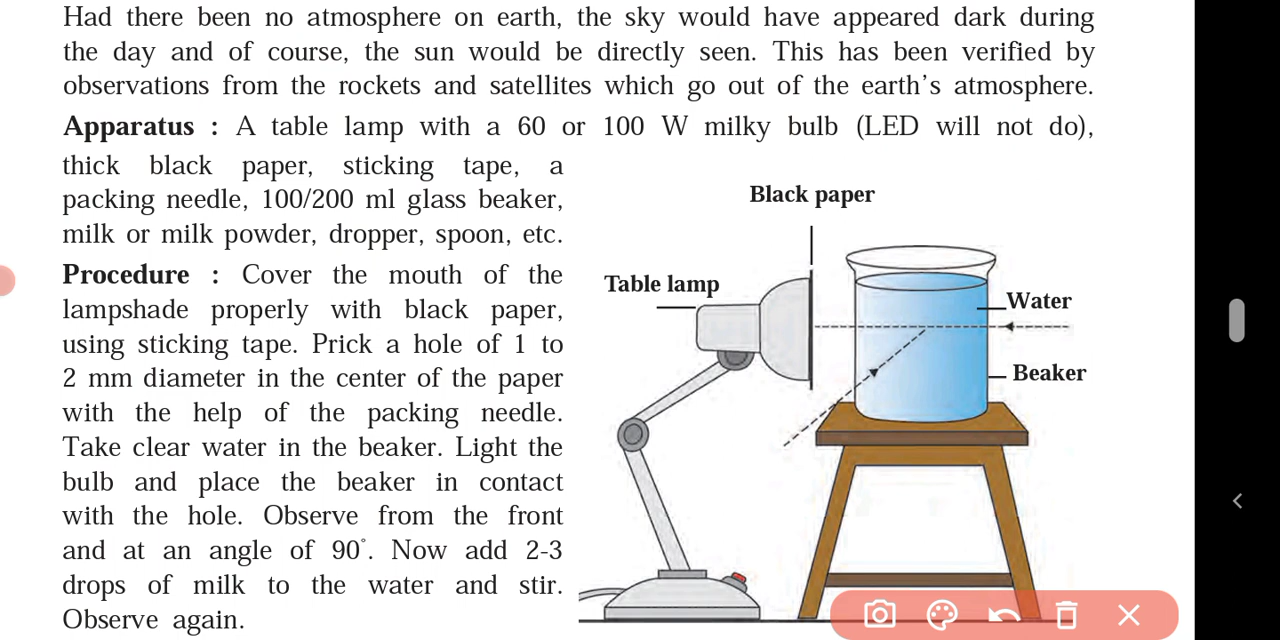 Had there been no atmosphere on earth, the sky would have appeared dark during
the day and of course, the sun would be directly seen. This has been verified by
observations from the rockets and satellites which go out of the earth's atmosphere.
Apparatus : A table lamp with a 60 or 100 W milky bulb (LED will not do),
thick black paper, sticking tape, a
packing needle, 100/200 ml glass beaker,
milk or milk powder, dropper, spoon, etc.
Procedure : Cover the mouth of the
lampshade properly with black paper,
using sticking tape. Prick a hole of 1 to
2 mm diameter in the center of the paper
with the help of the packing needle.
Take clear water in the beaker. Light the
bulb and place the beaker in contact
with the hole. Observe from the front
and at an angle of 90°. Now add 2-3
drops of milk to the water and stir.
Observe again.
Black paper
Table lamp
Water
Beaker